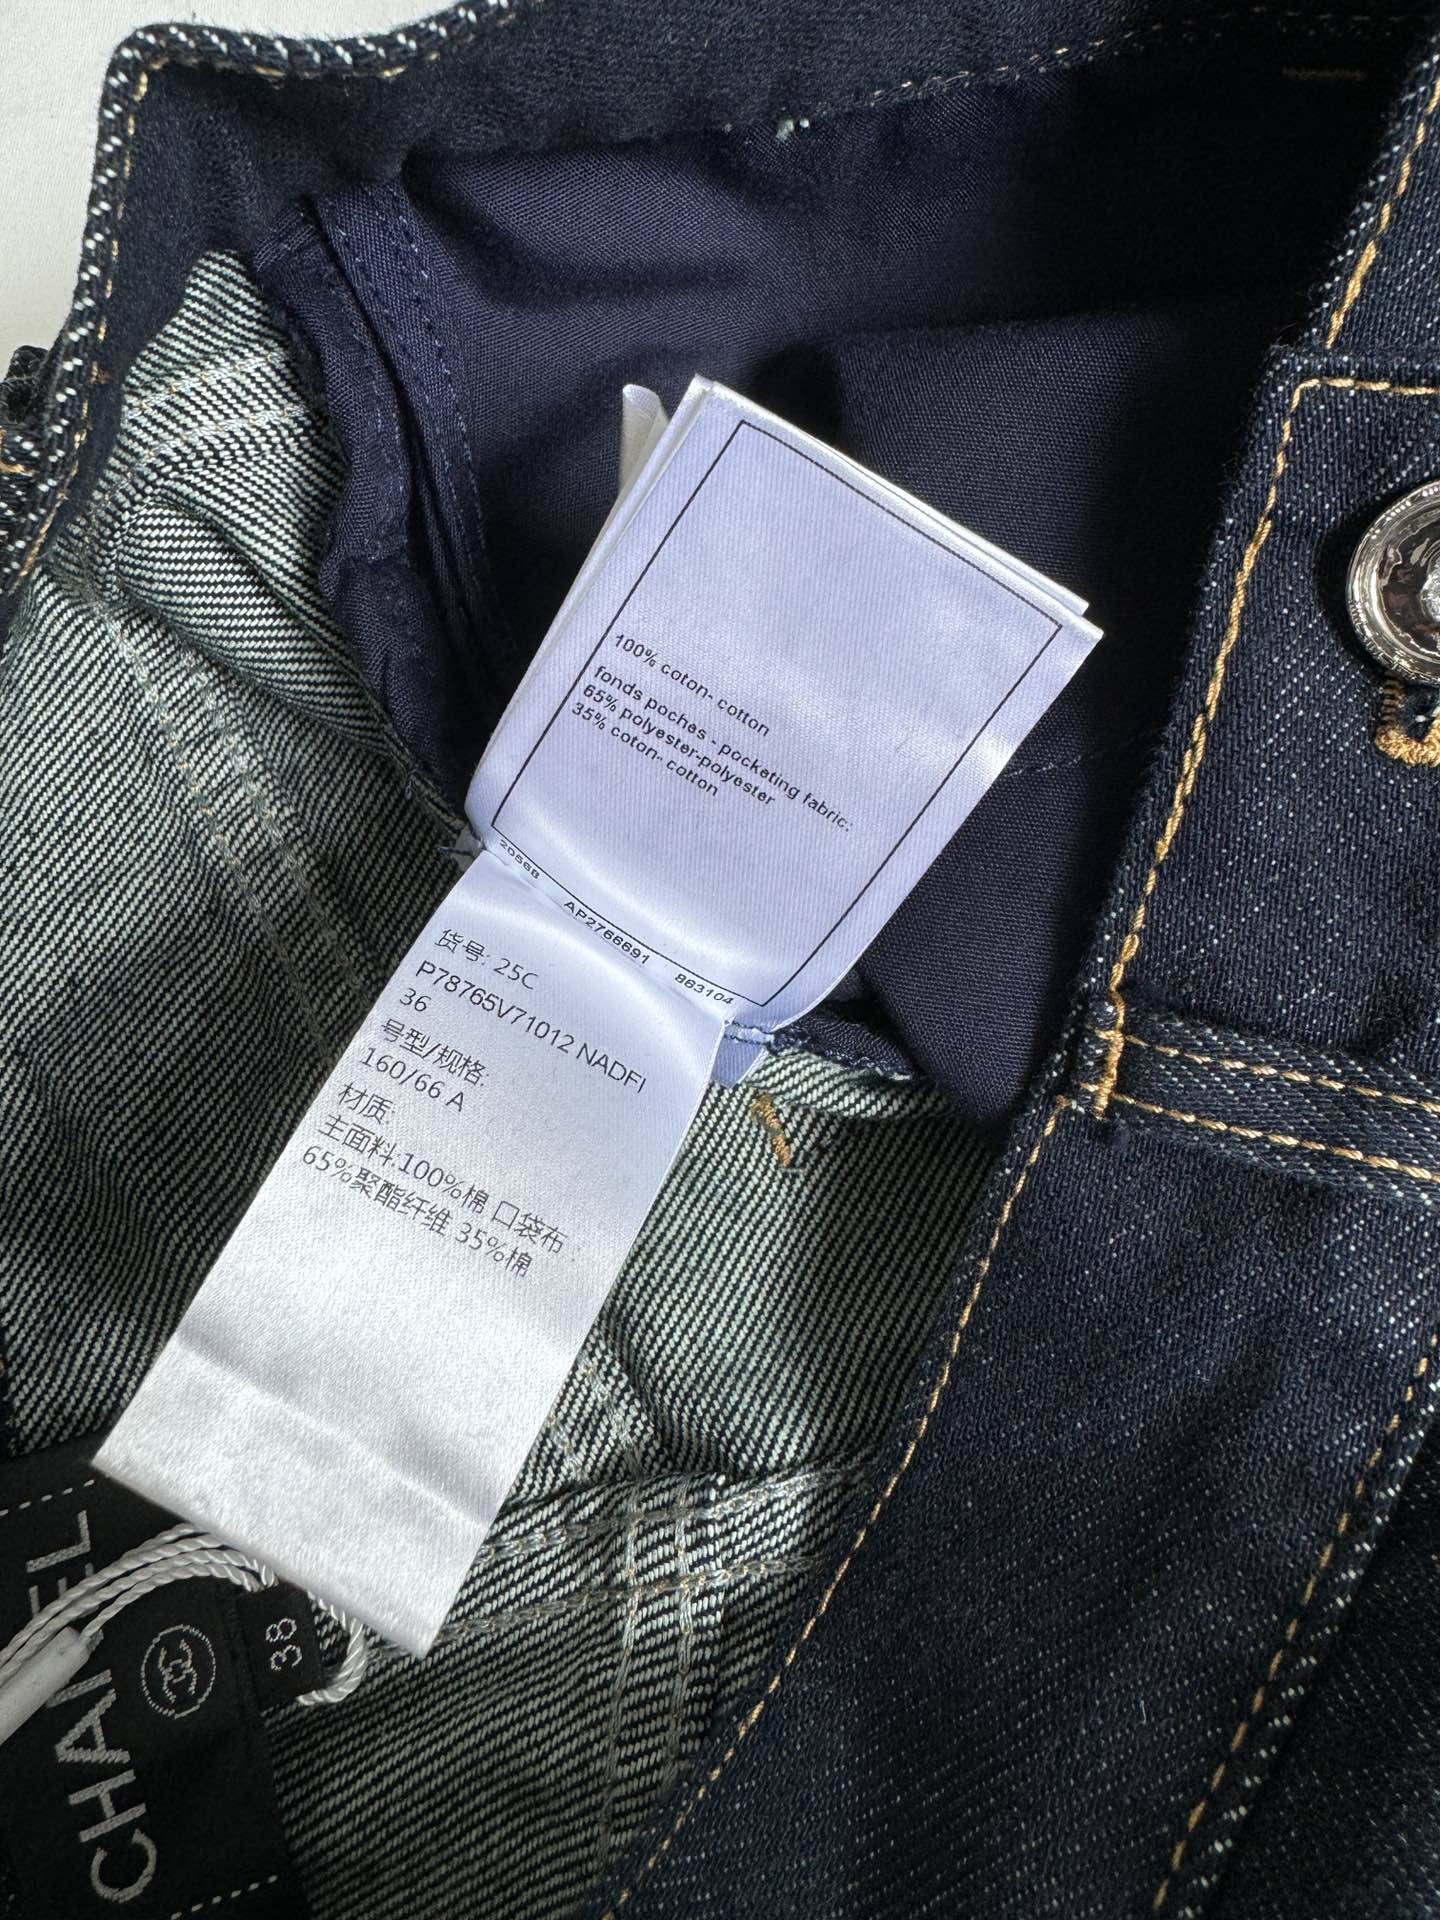 100% coton- cotton
fonds poches - pocketing fabric:
65% polyester-polyester
35% coton- cotton
20568 AP2766691 863104
货号: 25C
P78765V71012 NADFI
36
号型/规格:
160/66 A
材质:
主面料:100%棉 口袋布:
65%聚酯纤维 35%棉
CHANEL
38